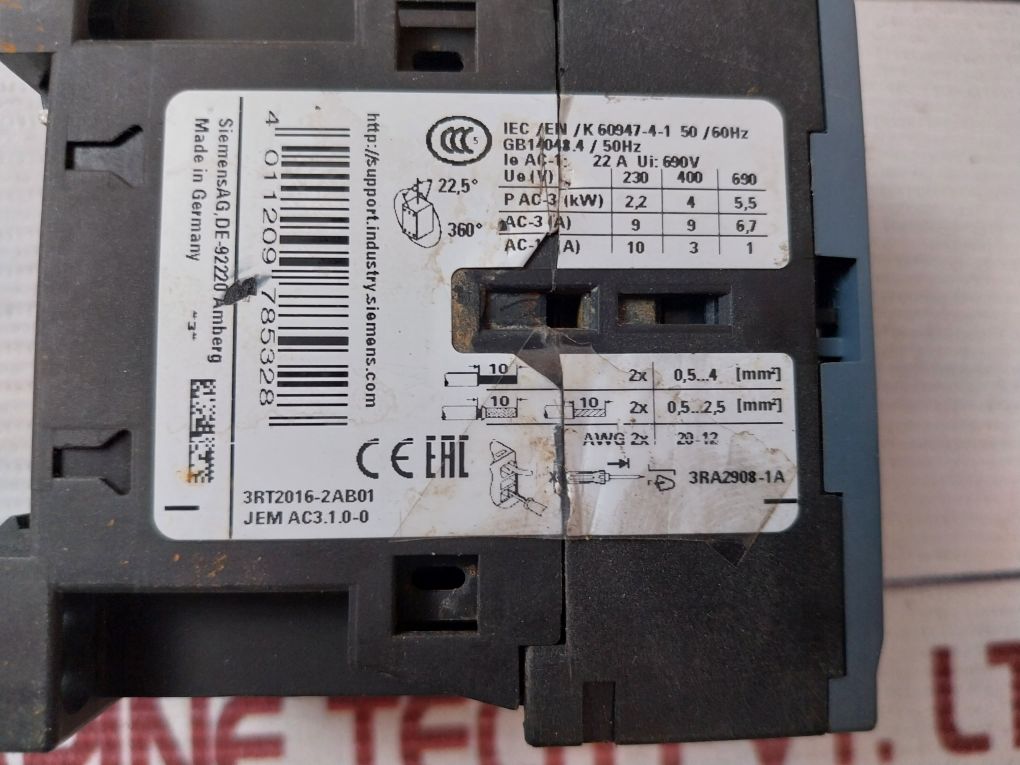 SiemensAG, DE-92220 Amberg
Made in Germany
4 011209 785328
http://support.industry.siemens.com
CCC S
22,5°
360°
IEC /EN /K 60947-4-1 50 /60Hz
GB14048.4 / 50Hz
Ie AC-1: 22 A Ui: 690V
Ue (V) 230 400 690
P AC-3 (kW) 2,2 4 5,5
AC-3 (A) 9 9 6,7
(A) 10 3 1
10 2x 0,5...4 [mm²]
10 10 2x 0,5...2,5 [mm²]
AWG 2x 20-12
3RA2908-1A
CE EAC
3RT2016-2AB01
JEM AC3.1.0-0
TECH